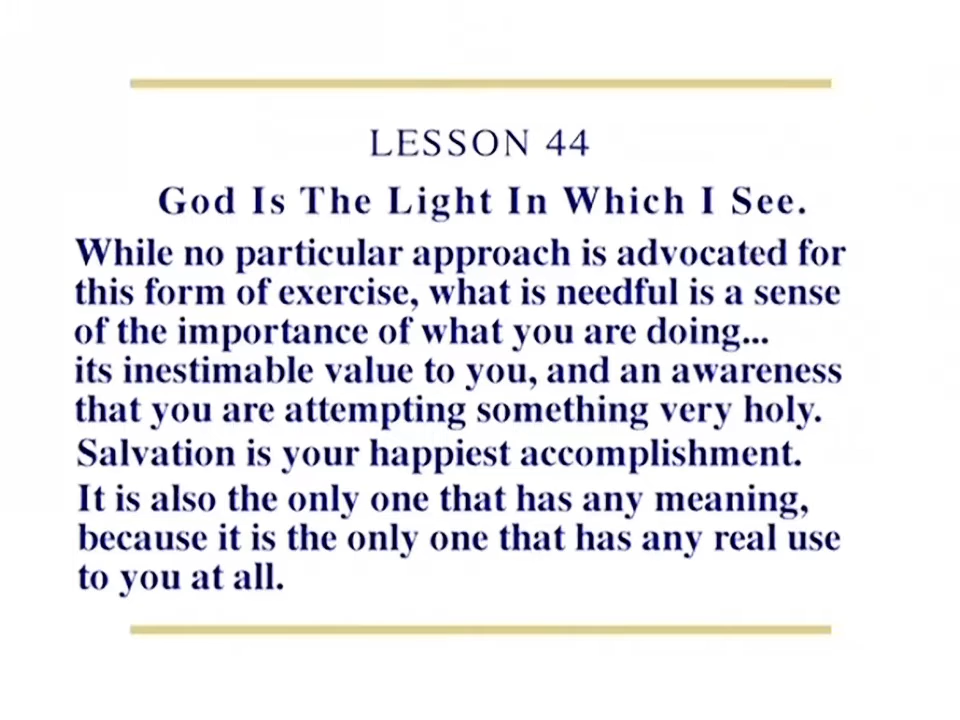 LESSON 44
God Is The Light In Which I See.
While no particular approach is advocated for
this form of exercise, what is needful is a sense
of the importance of what you are doing...
its inestimable value to you, and an awareness
that you are attempting something very holy.
Salvation is your happiest accomplishment.
It is also the only one that has any meaning,
because it is the only one that has any real use
to you at all.